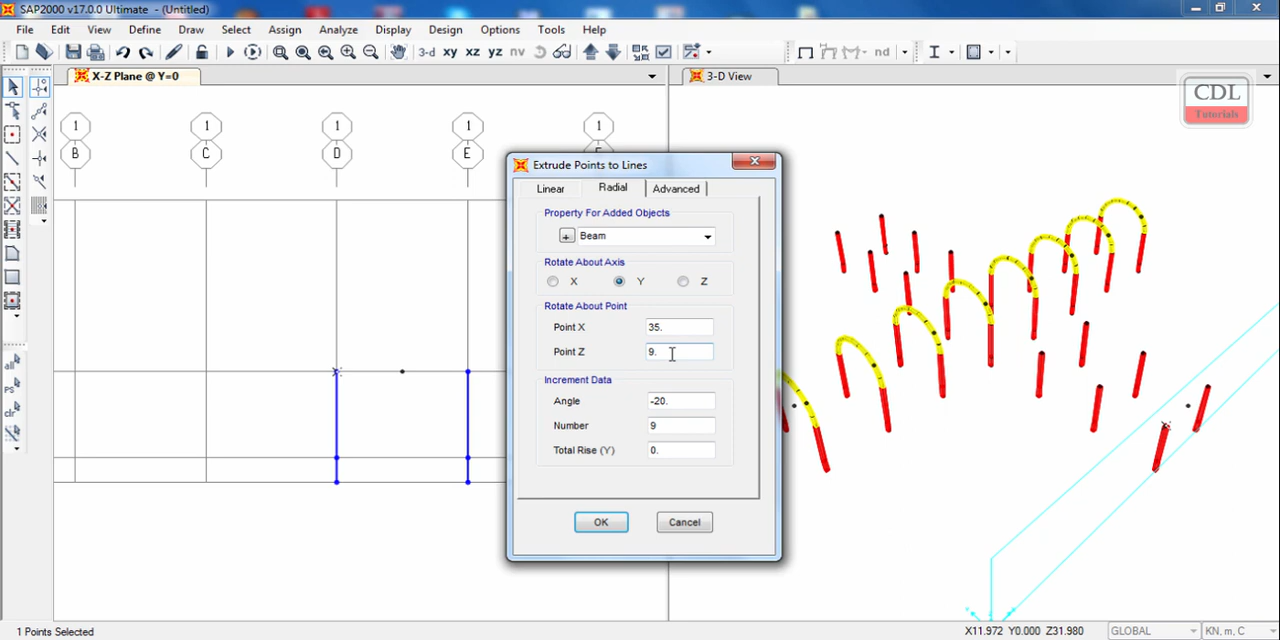 SAP2000 v17.0.0 Ultimate - (Untitled)
File Edit View Define Draw Select Assign Analyze Display Design Options Tools Help
3-d xy xz yz nv nd
X-Z Plane @ Y=0
3-D View
CDL
Tutorials
1 1 1 1 1
B C D E
all
PS
clr
Extrude Points to Lines
Linear Radial Advanced
Property For Added Objects
Beam
Rotate About Axis
X Y Z
Rotate About Point
Point X 35.
Point Z 9.
Increment Data
Angle -20.
Number 9
Total Rise (Y) 0.
OK Cancel
1 Points Selected
X11.972 Y0.000 Z31.980
GLOBAL
KN, m, C